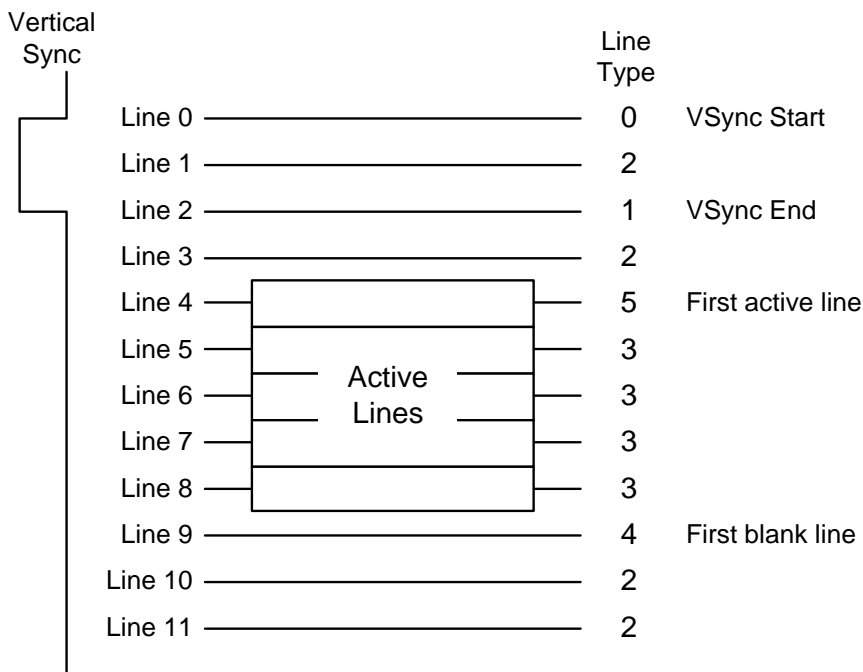 Vertical
Sync
Line
Type
Line 0 0 VSync Start
Line 1 2
Line 2 1 VSync End
Line 3 2
Line 4 5 First active line
Line 5 3
Active
Line 6 3
Lines
Line 7 3
Line 8 3
Line 9 4 First blank line
Line 10 2
Line 11 2